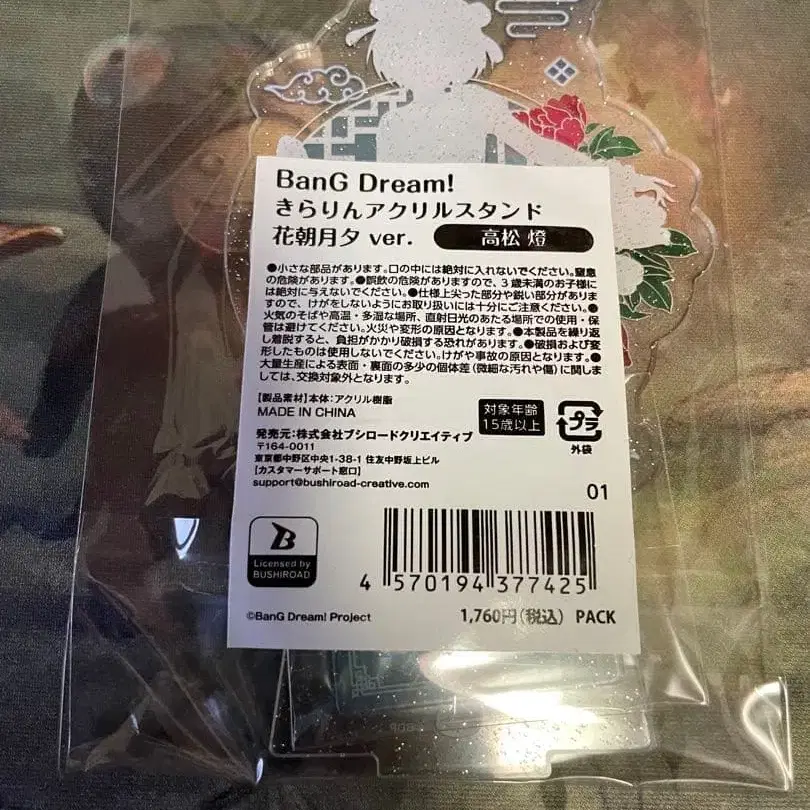 BanG Dream!
きらりんアクリルスタンド
花朝月夕 ver. 高松 燈
●小さな部品があります。口の中には絶対に入れないでください。窒息
の危険があります。●誤飲の危険がありますので、3歳未満のお子様に
は絶対に与えないでください。●仕様上尖った部分や鋭い部分がありま
すので、けがをしないようにお取り扱いには十分にご注意ください。●
火気のそばや高温・多湿な場所、直射日光のあたる場所での使用・保
管は避けてください。火災や変形の原因となります。●本製品を繰り返
し着脱すると、負担がかかり破損する恐れがあります。●破損および変
形したものは使用しないでください。けがや事故の原因となります。●
大量生産による表面・裏面の多少の個体差(微細な汚れや傷)に関しま
しては、交換対象外となります。
【製品素材】本体:アクリル樹脂
MADE IN CHINA
対象年齢
15歳以上
プラ
外袋
発売元:株式会社ブシロードクリエイティブ
〒164-0011
東京都中野区中央1-38-1 住友中野坂上ビル
【カスタマーサポート窓口】
support@bushiroad-creative.com
01
B
Licensed by
BUSHIROAD
4 570194 377425
©BanG Dream! Project
1,760円(税込) PACK